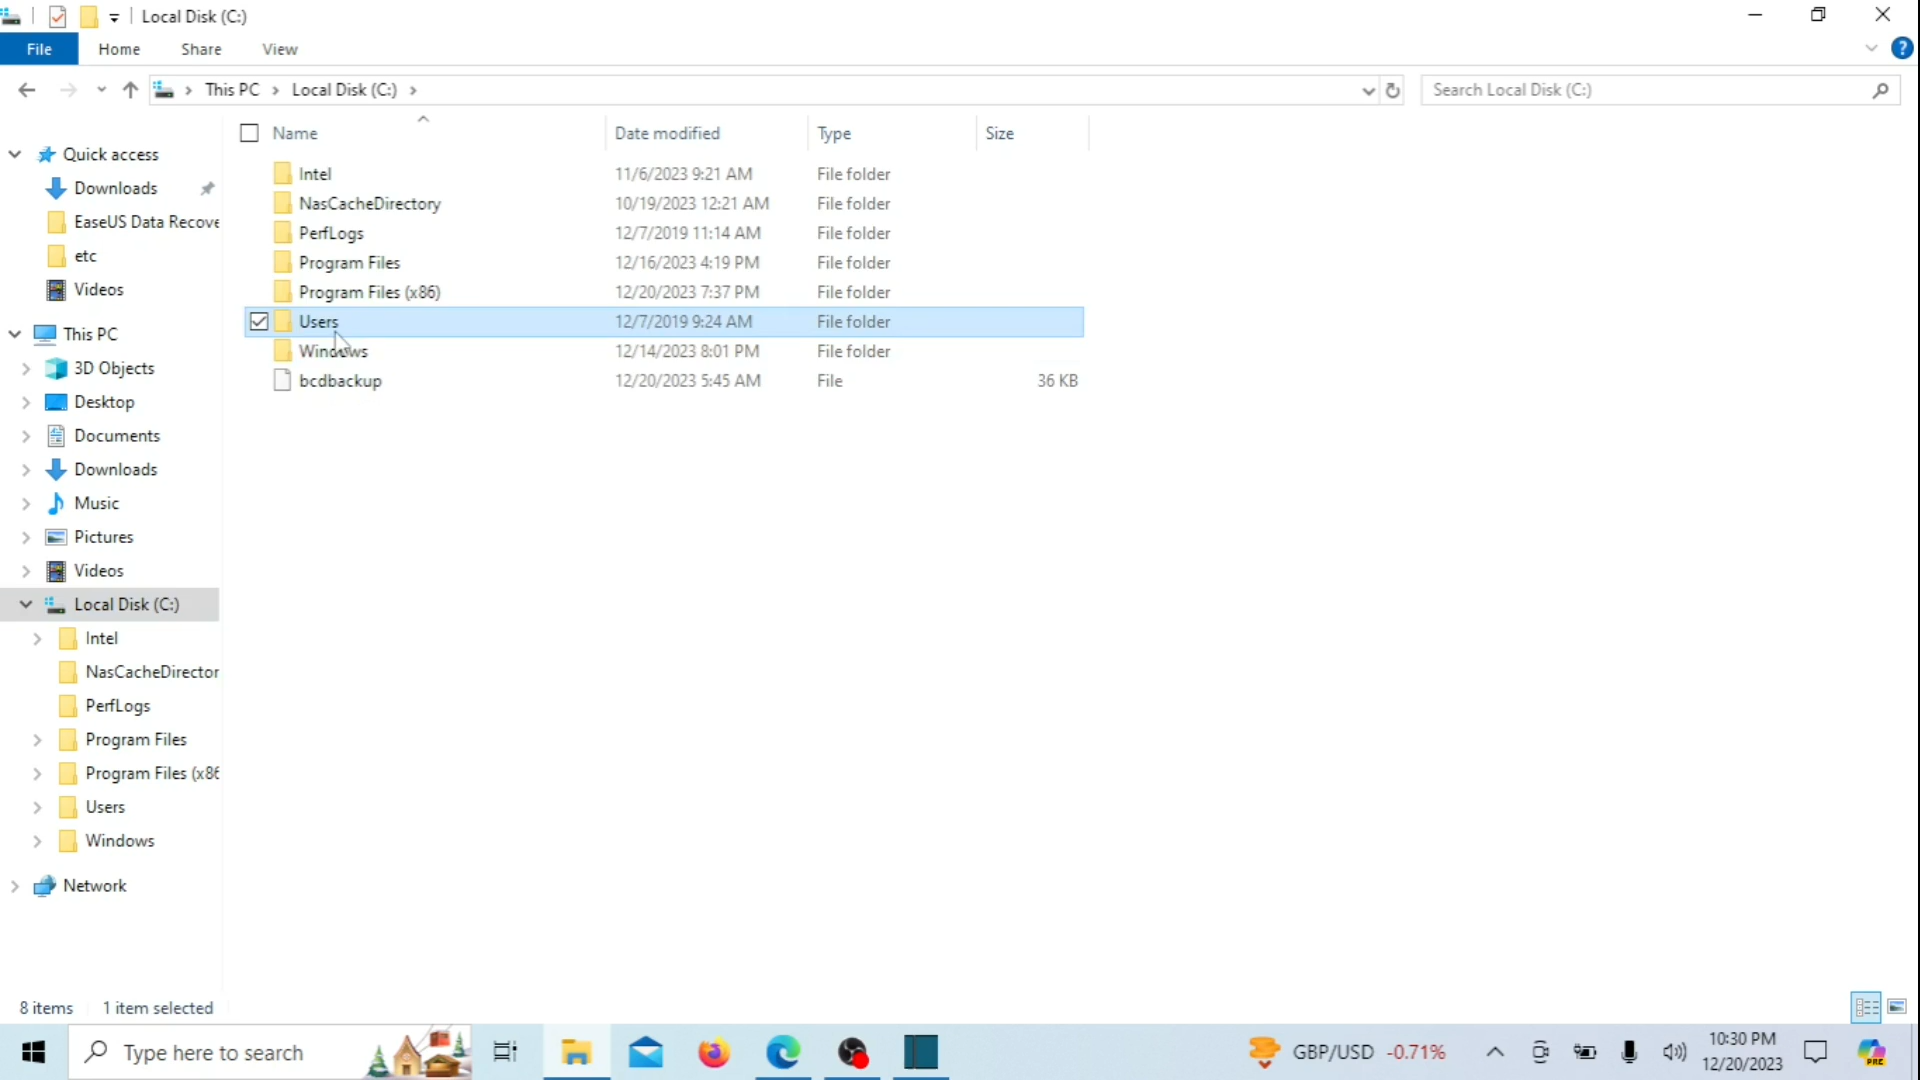 Local Disk (C:)
File Home Share View
This PC Local Disk (C:)
Search Local Disk (C:)
Name Date modified Type Size
Quick access
Downloads
EaseUS Data Recove
etc
Videos
This PC
3D Objects
Desktop
Documents
Downloads
Music
Pictures
Videos
Local Disk (C:)
Intel
NasCacheDirector
PerfLogs
Program Files
Program Files (x86
Users
Windows
Network
Intel 11/6/2023 9:21 AM File folder
NasCacheDirectory 10/19/2023 12:21 AM File folder
PerfLogs 12/7/2019 11:14 AM File folder
Program Files 12/16/2023 4:19 PM File folder
Program Files (x86) 12/20/2023 7:37 PM File folder
Users 12/7/2019 9:24 AM File folder
Windows 12/14/2023 8:01 PM File folder
bcdbackup 12/20/2023 5:45 AM File 36 KB
8 items 1 item selected
Type here to search
GBP/USD -0.71%
10:30 PM
12/20/2023
PRE